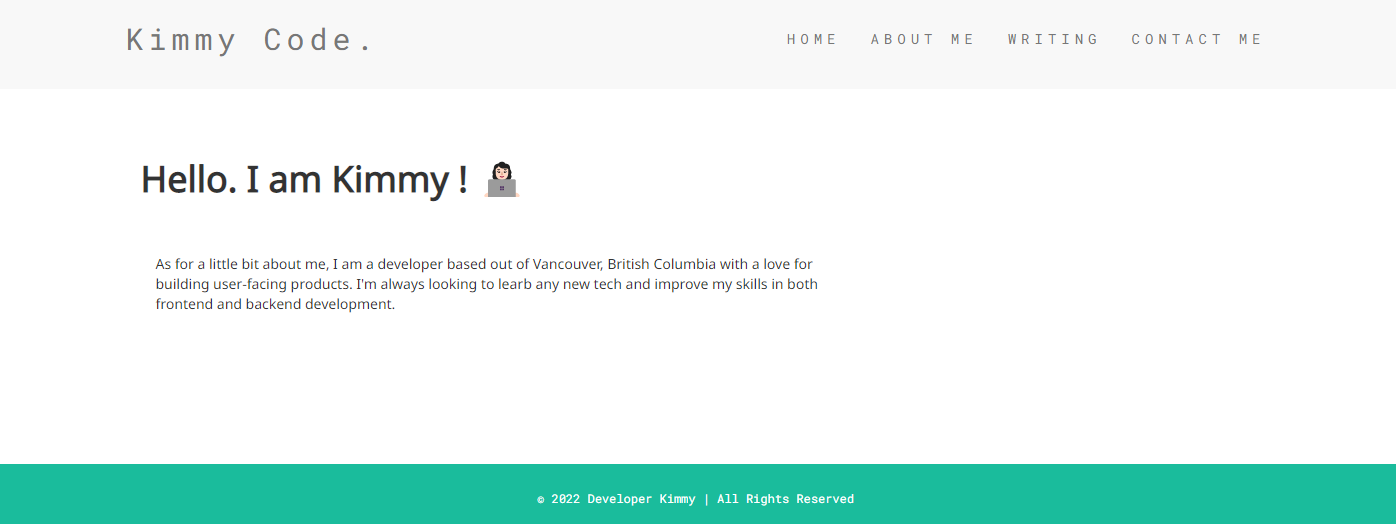 Kimmy Code.
HOME ABOUT ME WRITING CONTACT ME
Hello. I am Kimmy !
As for a little bit about me, I am a developer based out of Vancouver, British Columbia with a love for
building user-facing products. I'm always looking to learb any new tech and improve my skills in both
frontend and backend development.
© 2022 Developer Kimmy | All Rights Reserved